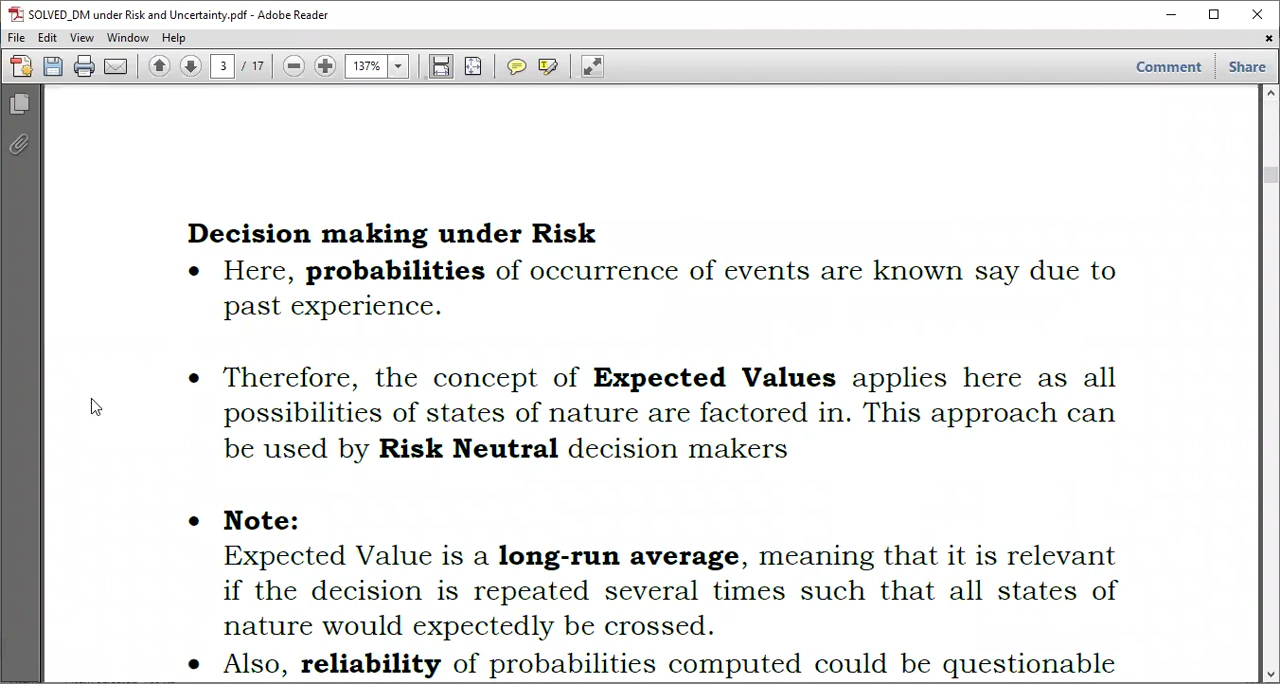 SOLVED_DM under Risk and Uncertainty.pdf - Adobe Reader
File Edit View Window Help
3 / 17 137% Comment Share
Decision making under Risk
• Here, probabilities of occurrence of events are known say due to
past experience.
• Therefore, the concept of Expected Values applies here as all
possibilities of states of nature are factored in. This approach can
be used by Risk Neutral decision makers
• Note:
Expected Value is a long-run average, meaning that it is relevant
if the decision is repeated several times such that all states of
nature would expectedly be crossed.
• Also, reliability of probabilities computed could be questionable